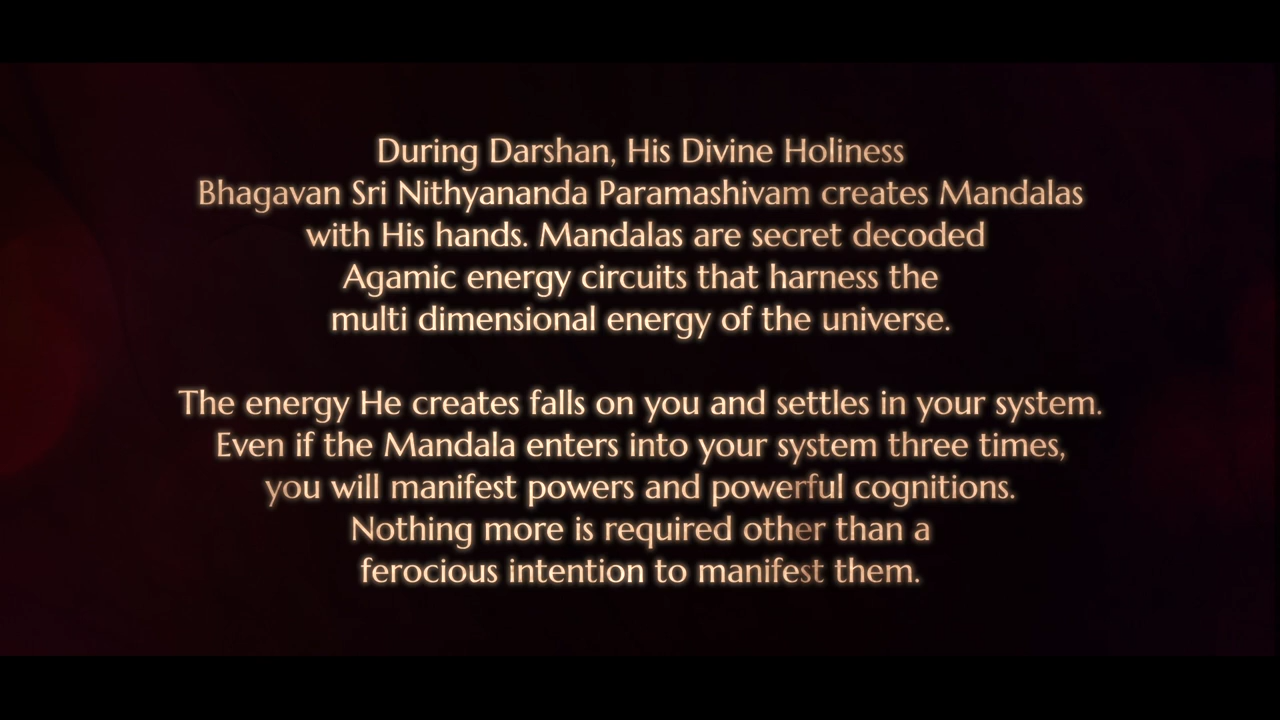 During Darshan, His Divine Holiness
Bhagavan Sri Nithyananda Paramashivam creates Mandalas
with His hands. Mandalas are secret decoded
Agamic energy circuits that harness the
multi dimensional energy of the universe.
The energy He creates falls on you and settles in your system.
Even if the Mandala enters into your system three times,
you will manifest powers and powerful cognitions.
Nothing more is required other than a
ferocious intention to manifest them.